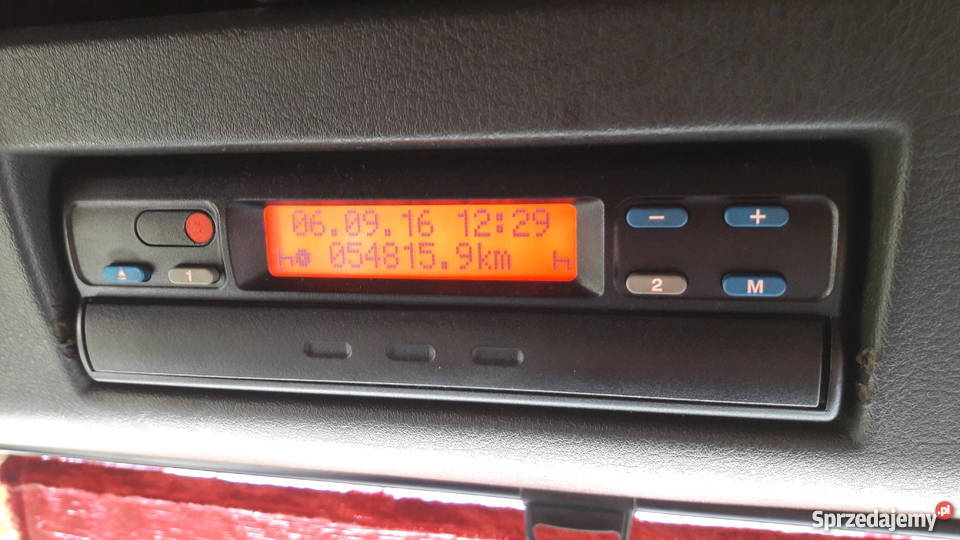 06.09.16 12:29
054815.9km
1
2
M
− +
Sprzedajemy.pl